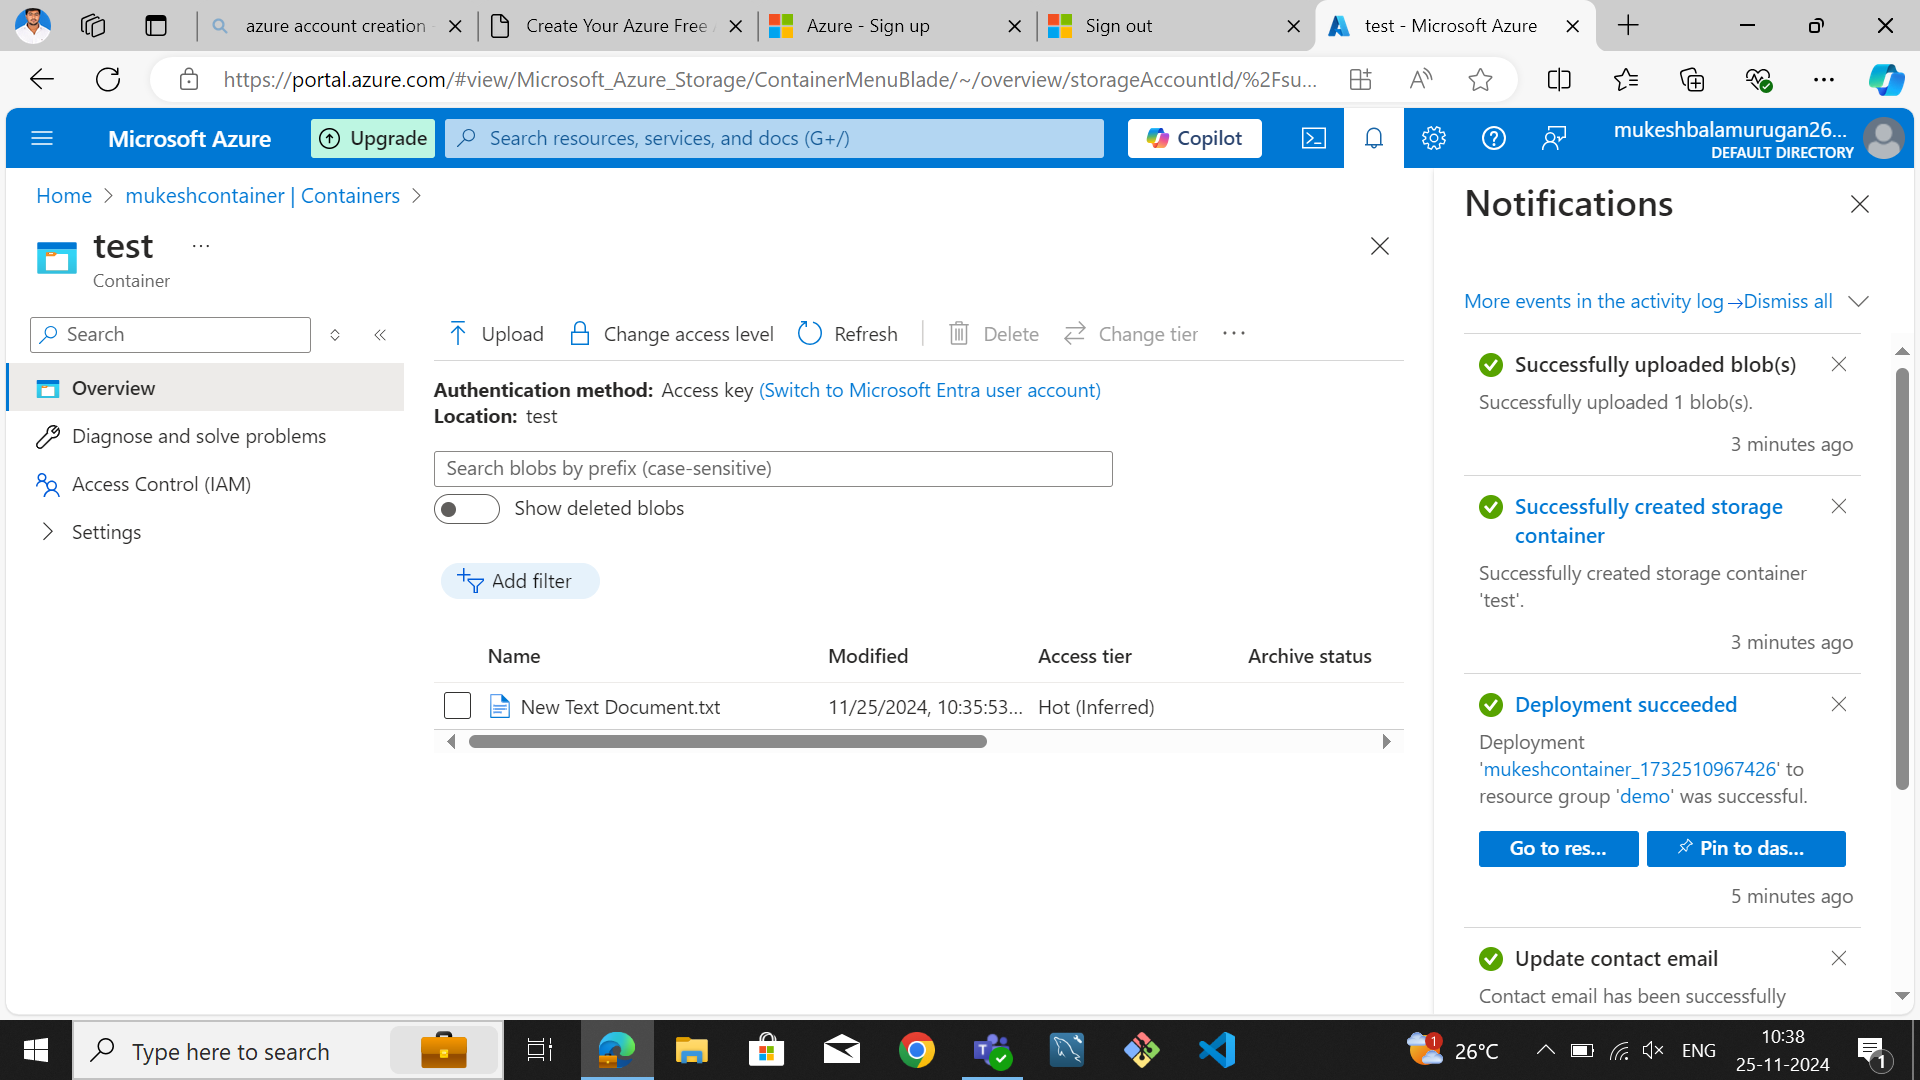 azure account creation
Create Your Azure Free
Azure - Sign up
Sign out
test - Microsoft Azure
https://portal.azure.com/#view/Microsoft_Azure_Storage/ContainerMenuBlade/~/overview/storageAccountId/%2Fsu...
Microsoft Azure
Upgrade
Search resources, services, and docs (G+/)
Copilot
mukeshbalamurugan26...
DEFAULT DIRECTORY
Home
mukeshcontainer | Containers
test
...
Container
Search
Overview
Diagnose and solve problems
Access Control (IAM)
Settings
Upload
Change access level
Refresh
Delete
Change tier
...
Authentication method: Access key (Switch to Microsoft Entra user account)
Location: test
Search blobs by prefix (case-sensitive)
Show deleted blobs
Add filter
Name
Modified
Access tier
Archive status
New Text Document.txt
11/25/2024, 10:35:53...
Hot (Inferred)
Notifications
More events in the activity log →
Dismiss all
Successfully uploaded blob(s)
Successfully uploaded 1 blob(s).
3 minutes ago
Successfully created storage
container
Successfully created storage container
'test'.
3 minutes ago
Deployment succeeded
Deployment
'mukeshcontainer_1732510967426' to
resource group 'demo' was successful.
Go to res...
Pin to das...
5 minutes ago
Update contact email
Contact email has been successfully
Type here to search
1
26°C
ENG
10:38
25-11-2024
1